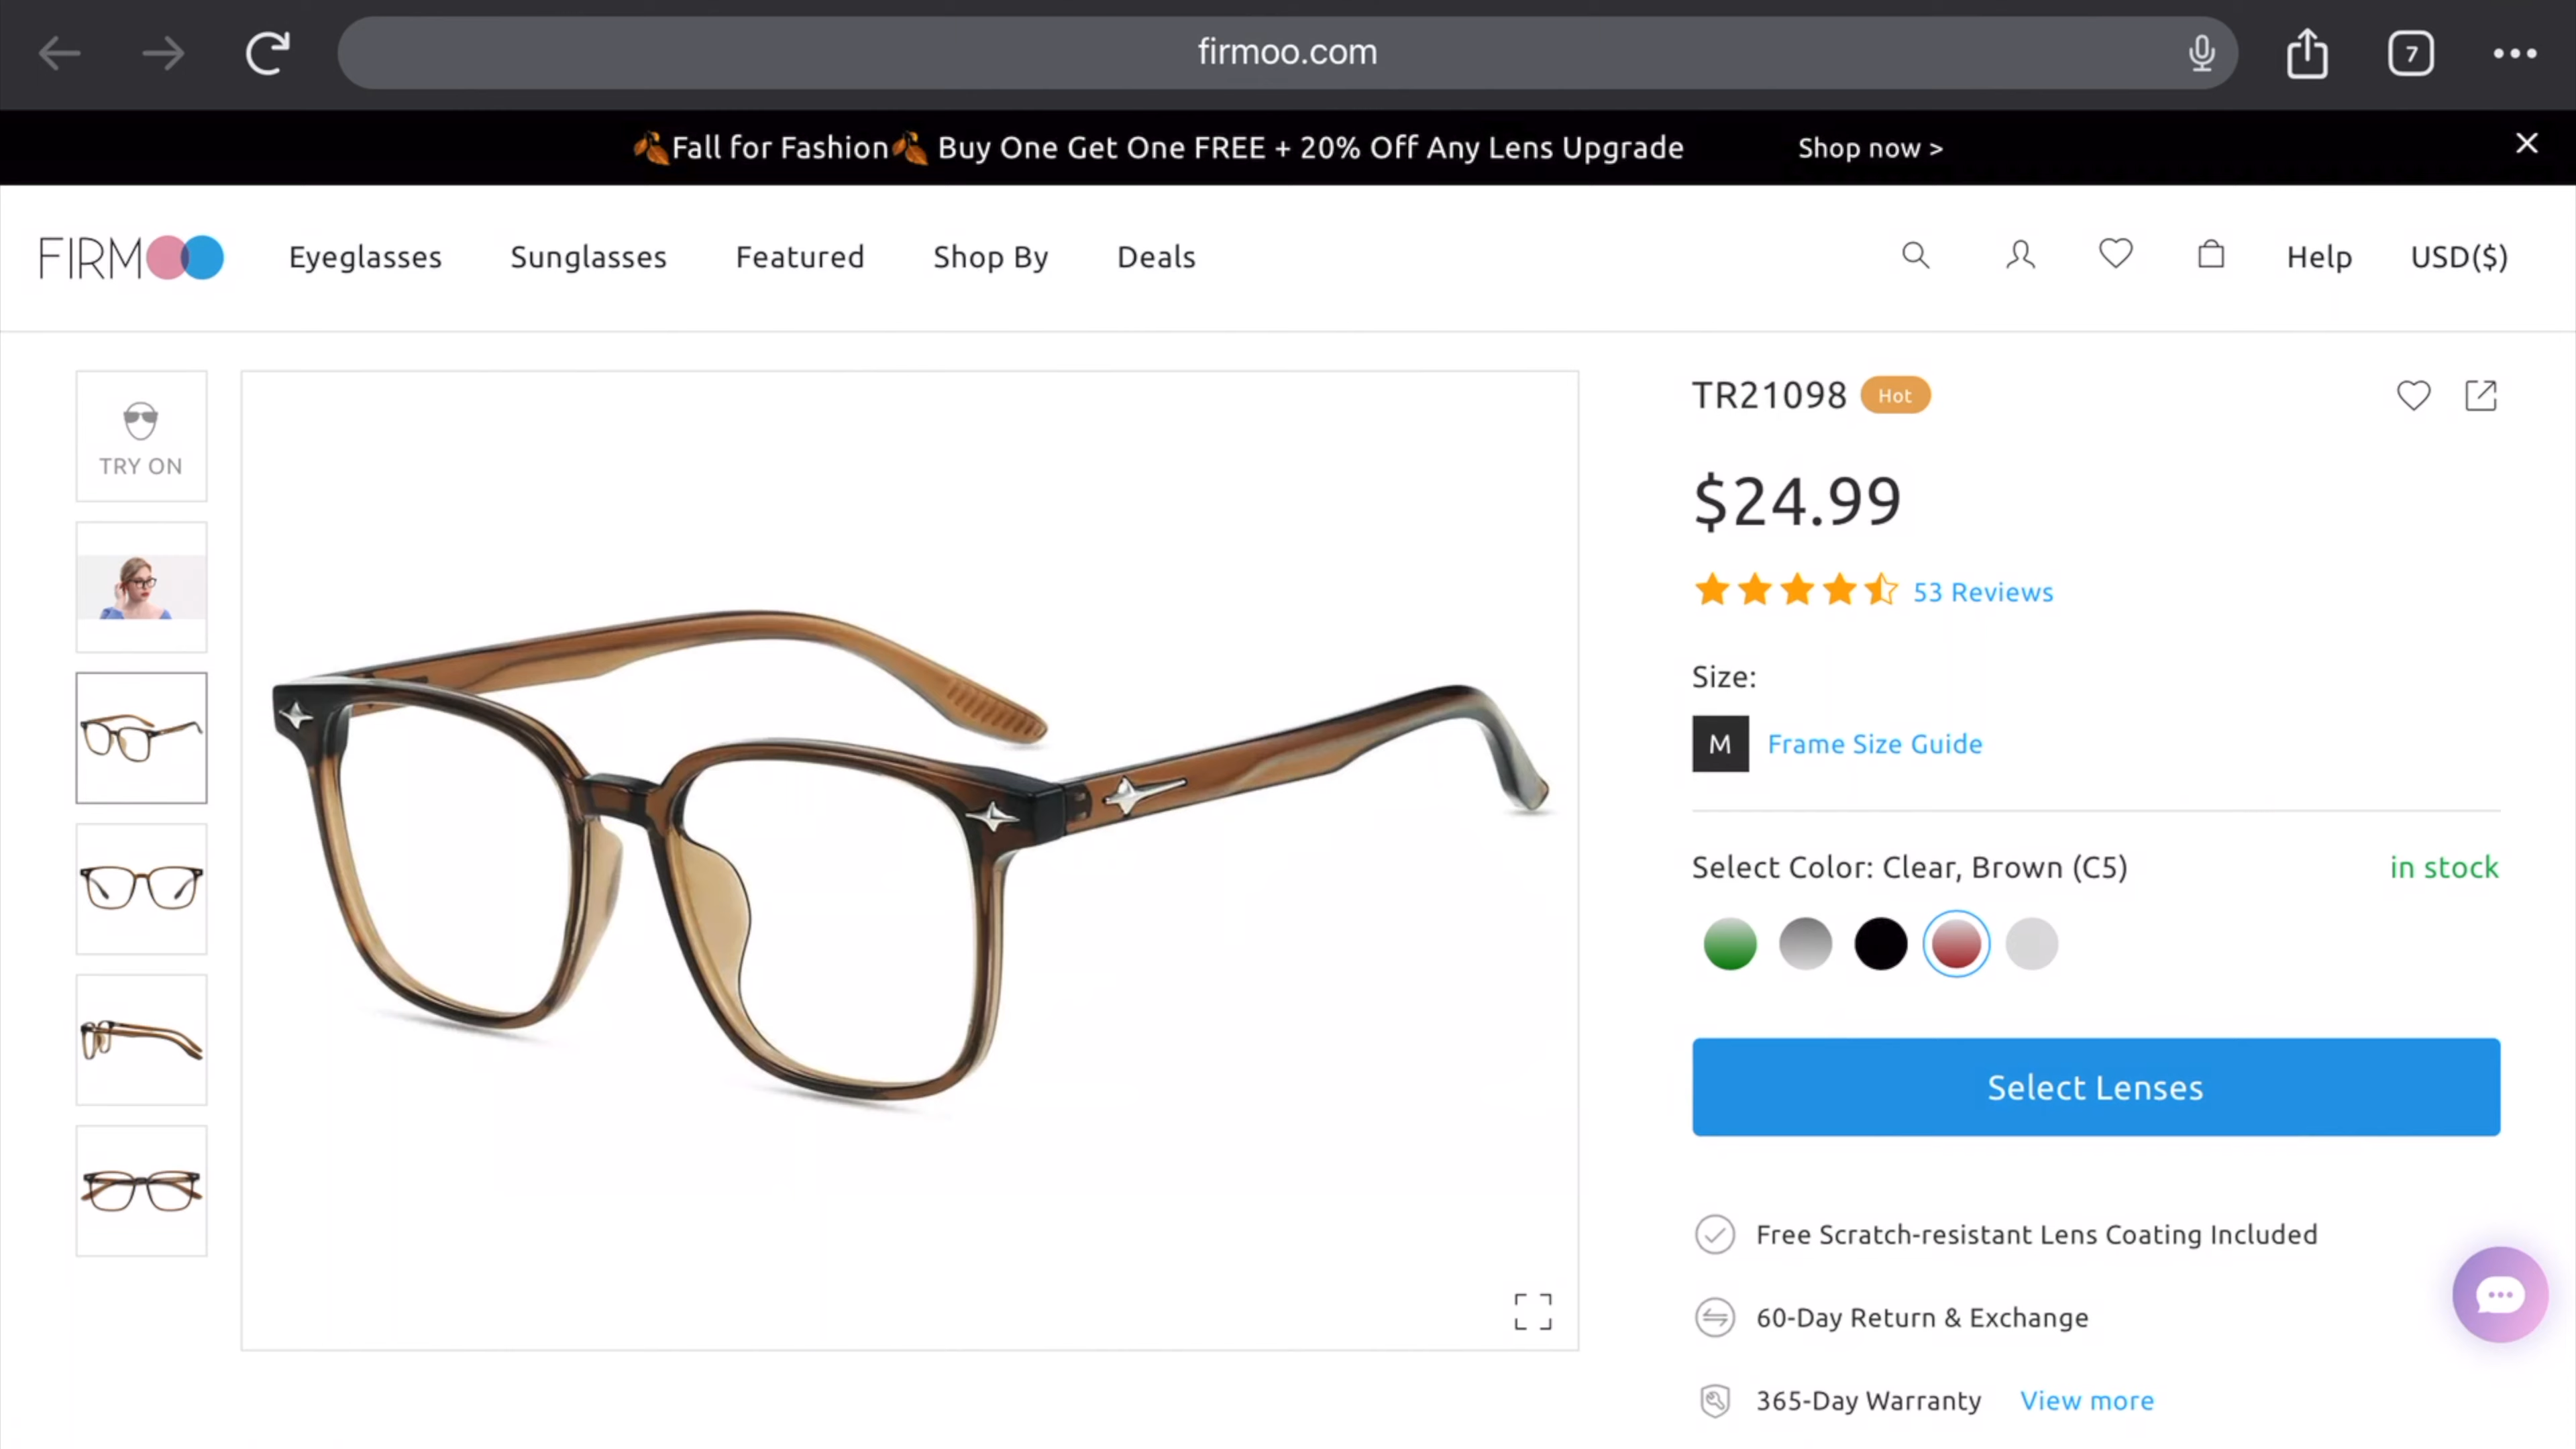 firmoo.com
7
Fall for Fashion Buy One Get One FREE + 20% Off Any Lens Upgrade Shop now >
FIRMOO
Eyeglasses Sunglasses Featured Shop By Deals Help USD($)
TRY ON
TR21098 Hot
$24.99
53 Reviews
Size:
M Frame Size Guide
Select Color: Clear, Brown (C5) in stock
Select Lenses
Free Scratch-resistant Lens Coating Included
60-Day Return & Exchange
365-Day Warranty View more